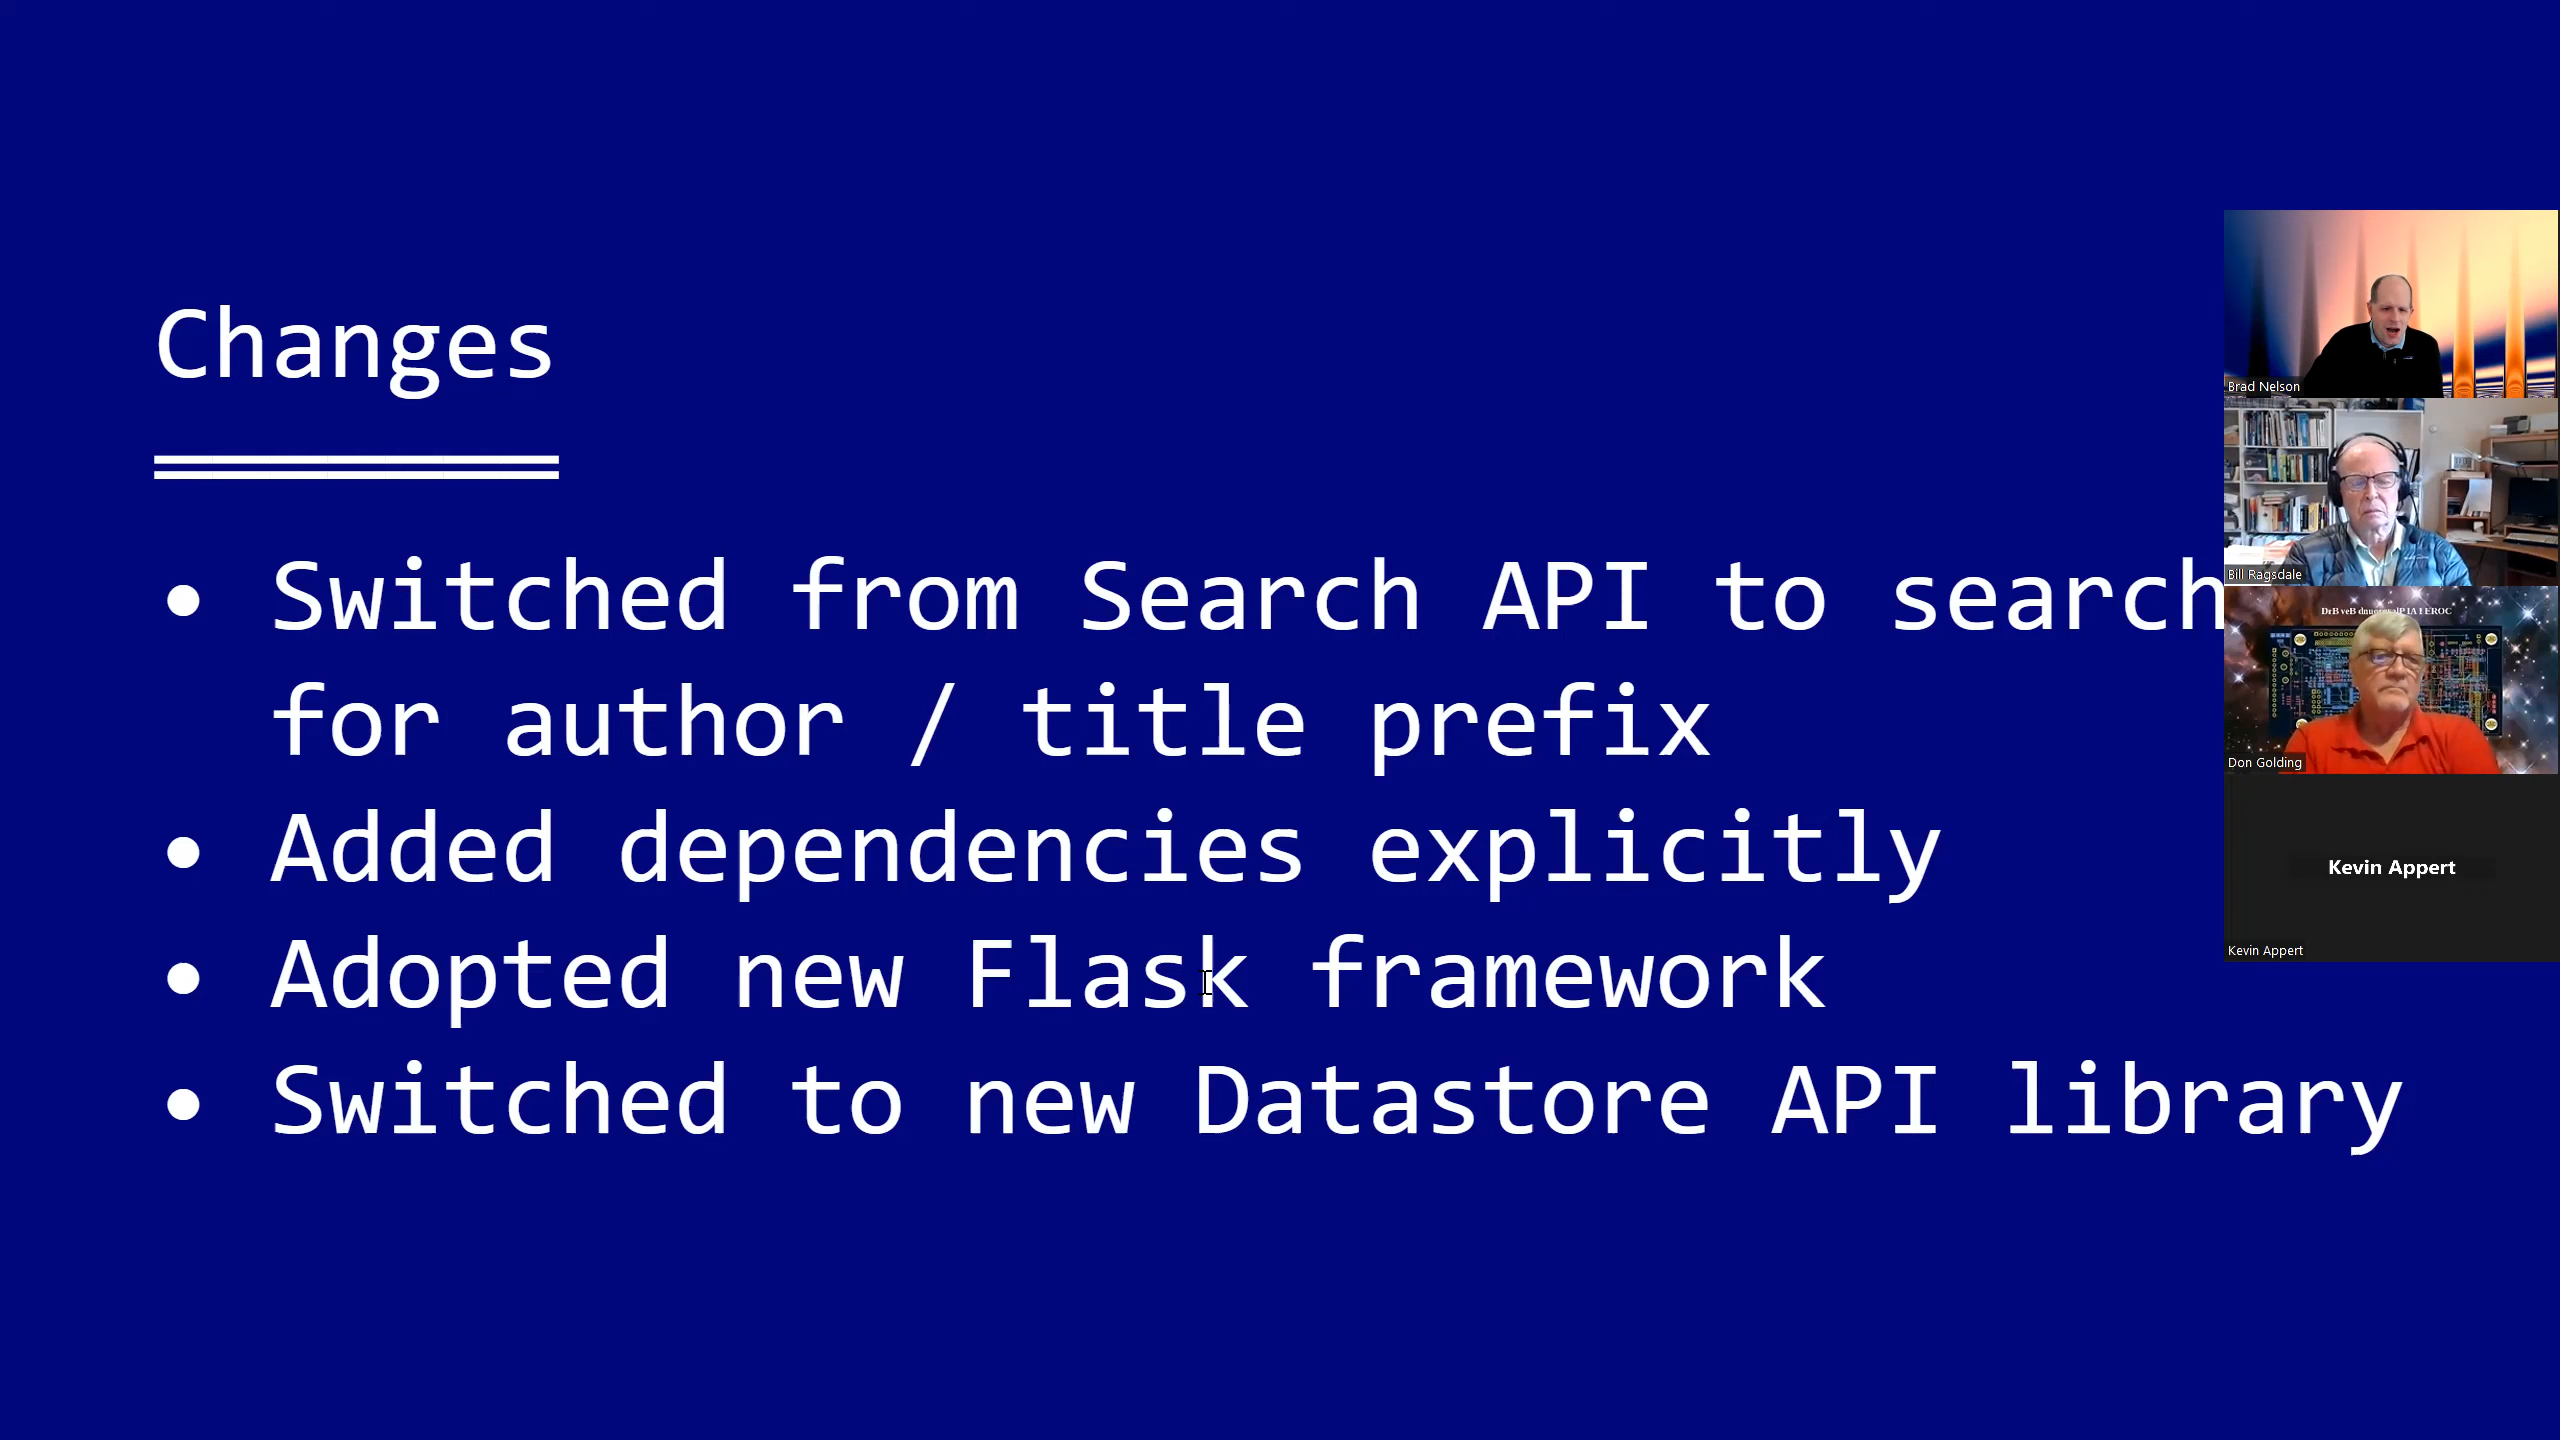 Changes
• Switched from Search API to search
for author / title prefix
• Added dependencies explicitly
• Adopted new Flask framework
• Switched to new Datastore API library
Brad Nelson
Bill Ragsdale
Don Golding
Kevin Appert
Kevin Appert